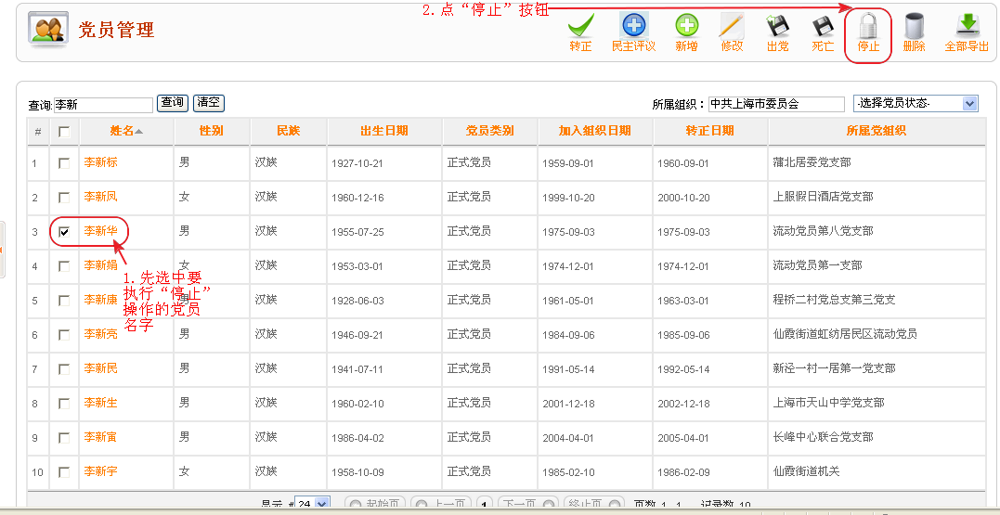 2.点“停止”按钮
党员管理
转正 民主评议 新增 修改 出党 死亡 停止 删除 全部导出
查询: 李新 查询 清空 所属组织： 中共上海市委员会 -选择党员状态-
# 姓名 性别 民族 出生日期 党员类别 加入组织日期 转正日期 所属党组织
1 李新标 男 汉族 1927-10-21 正式党员 1959-09-01 1960-09-01 蒲北居委党支部
2 李新凤 女 汉族 1960-12-16 正式党员 1999-10-20 2000-10-20 上服假日酒店党支部
3 李新华 男 汉族 1955-07-25 正式党员 1975-09-03 1975-09-03 流动党员第八党支部
4 李新娟 女 汉族 1953-03-01 正式党员 1974-12-01 1974-12-01 流动党员第一支部
1.先选中要
执行“停止”
操作的党员
名字
5 李新康 男 汉族 1928-06-03 正式党员 1961-05-01 1963-03-01 程桥二村党总支第三党支
6 李新亮 男 汉族 1946-09-21 正式党员 1984-09-06 1985-09-06 仙霞街道虹纺居民区流动党员
7 李新民 男 汉族 1941-07-11 正式党员 1991-05-14 1992-05-14 新泾一村一居第一党支部
8 李新生 男 汉族 1960-02-10 正式党员 2001-12-18 2002-12-18 上海市天山中学党支部
9 李新寅 男 汉族 1986-04-02 正式党员 2004-04-01 2005-04-01 长峰中心联合党支部
10 李新宇 女 汉族 1958-10-09 正式党员 1985-02-10 1986-02-09 仙霞街道机关
显示 # 24 起始页 上一页 1 下一页 终止页 页数 1 - 1 记录数 10